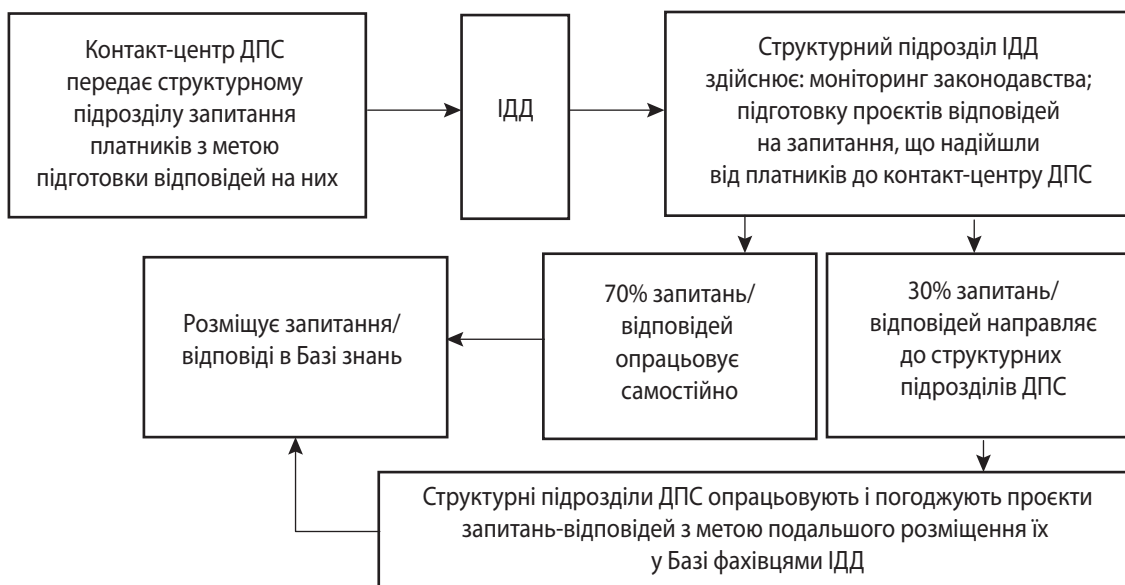 Контакт-центр ДПС
передає структурному
підрозділу запитання
платників з метою
підготовки відповідей на них
ІДД
Структурний підрозділ ІДД
здійснює: моніторинг законодавства;
підготовку проєктів відповідей
на запитання, що надійшли
від платників до контакт-центру ДПС
Розміщує запитання/
відповіді в Базі знань
70% запитань/
відповідей
опрацьовує
самостійно
30% запитань/
відповідей направляє
до структурних
підрозділів ДПС
Структурні підрозділи ДПС опрацьовують і погоджують проєкти
запитань-відповідей з метою подальшого розміщення їх
у Базі фахівцями ІДД